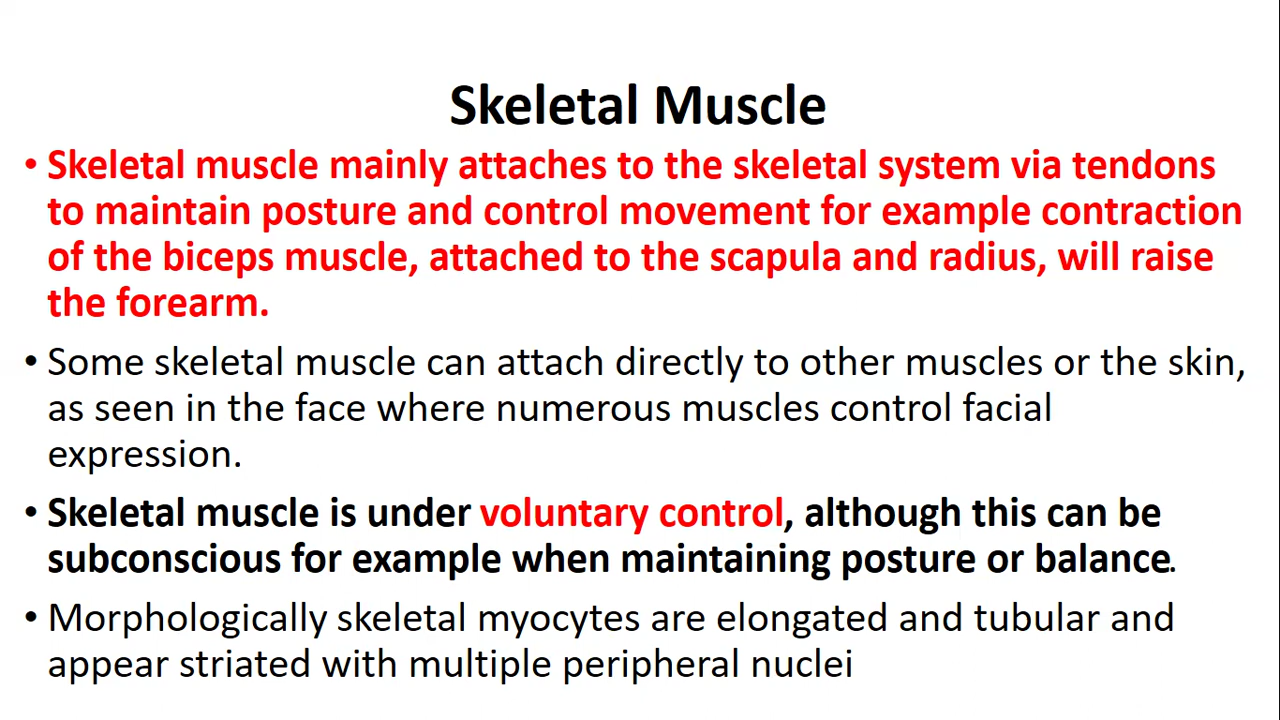 Skeletal Muscle
• Skeletal muscle mainly attaches to the skeletal system via tendons
to maintain posture and control movement for example contraction
of the biceps muscle, attached to the scapula and radius, will raise
the forearm.
• Some skeletal muscle can attach directly to other muscles or the skin,
as seen in the face where numerous muscles control facial
expression.
• Skeletal muscle is under voluntary control, although this can be
subconscious for example when maintaining posture or balance.
• Morphologically skeletal myocytes are elongated and tubular and
appear striated with multiple peripheral nuclei